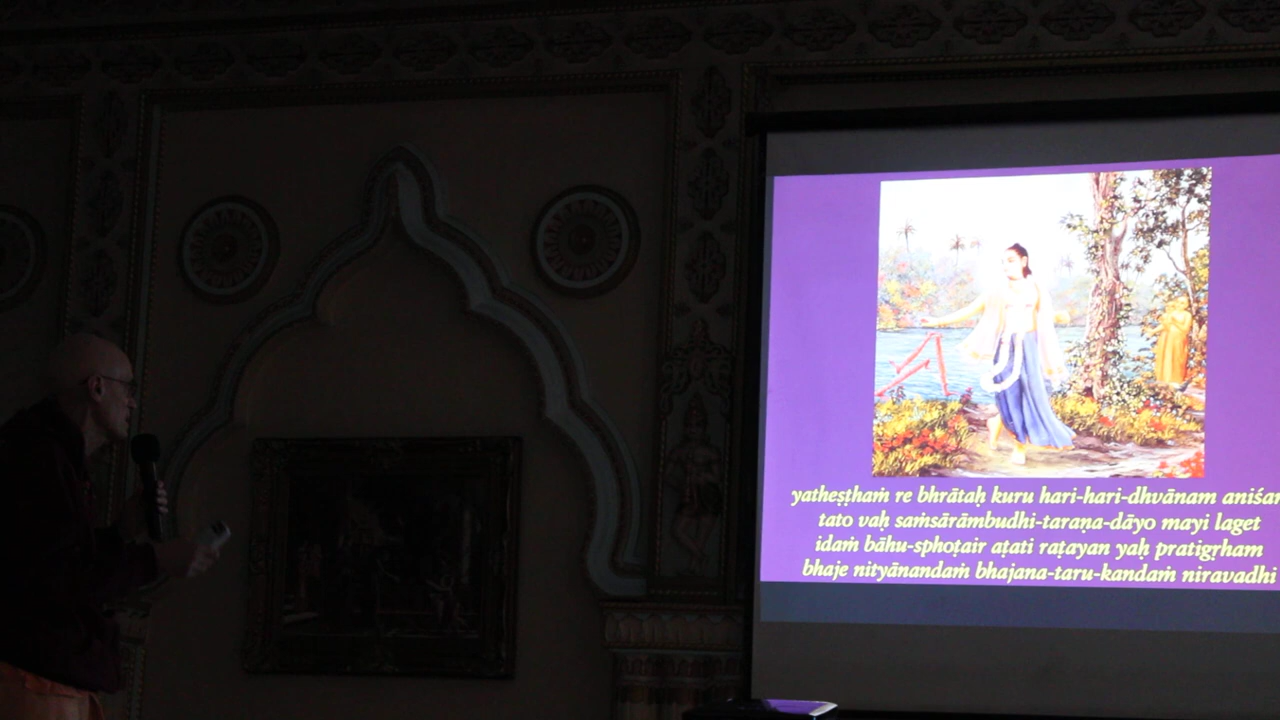 yatheṣṭhaṁ re bhrātaḥ kuru hari-hari-dhvānam
tato vaḥ saṁsārāmbudhi-taraṇa-dāyo mayi laget
idaṁ bāhu-sphoṭair aṭati raṭayan yaḥ pratigṛham
bhaje nityānandaṁ bhajana-taru-kandaṁ niravadhi